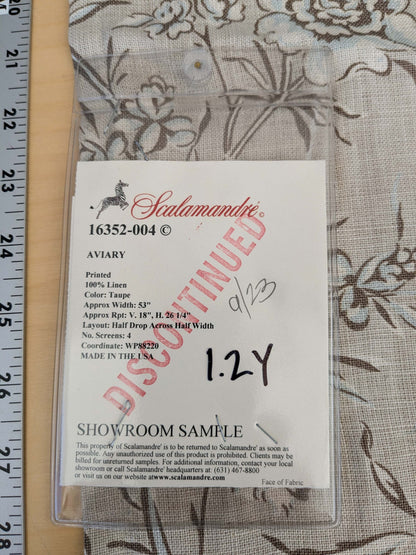 Scalamandré®
16352-004 ©
AVIARY
Printed
100% Linen
Color: Taupe
Approx Width: 53"
Approx Rpt: V. 18", H. 26 1/4"
Layout: Half Drop Across Half Width
No. Screens: 4
Coordinate: WP88220
MADE IN THE USA
DISCONTINUED
9/23
1.2Y
SHOWROOM SAMPLE
This property of Scalamandre' is to be returned to Scalamandre' as soon as
possible. Any unauthorized use of this product is prohibited. Clients may be
billed for unreturned samples. For additional information, contact your local
showroom or call Scalamandre' headquarters at (631) 467-8800
or visit us on our website at www.scalamandre.com
Face of Fabric
20
21
22
23
24
25
26
27
28